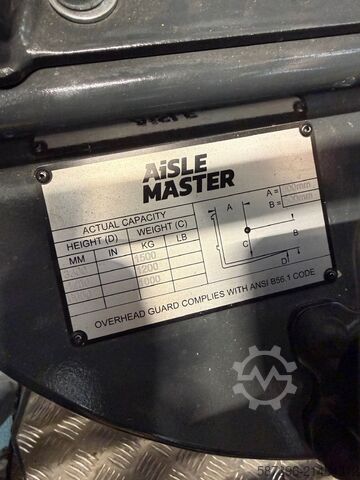 AiSLE
MASTER
ACTUAL CAPACITY
HEIGHT (D) WEIGHT (C)
MM IN KG LB
1500
1200
1000
A
A =
B =
B
C
D
OVERHEAD GUARD COMPLIES WITH ANSI B56.1 CODE